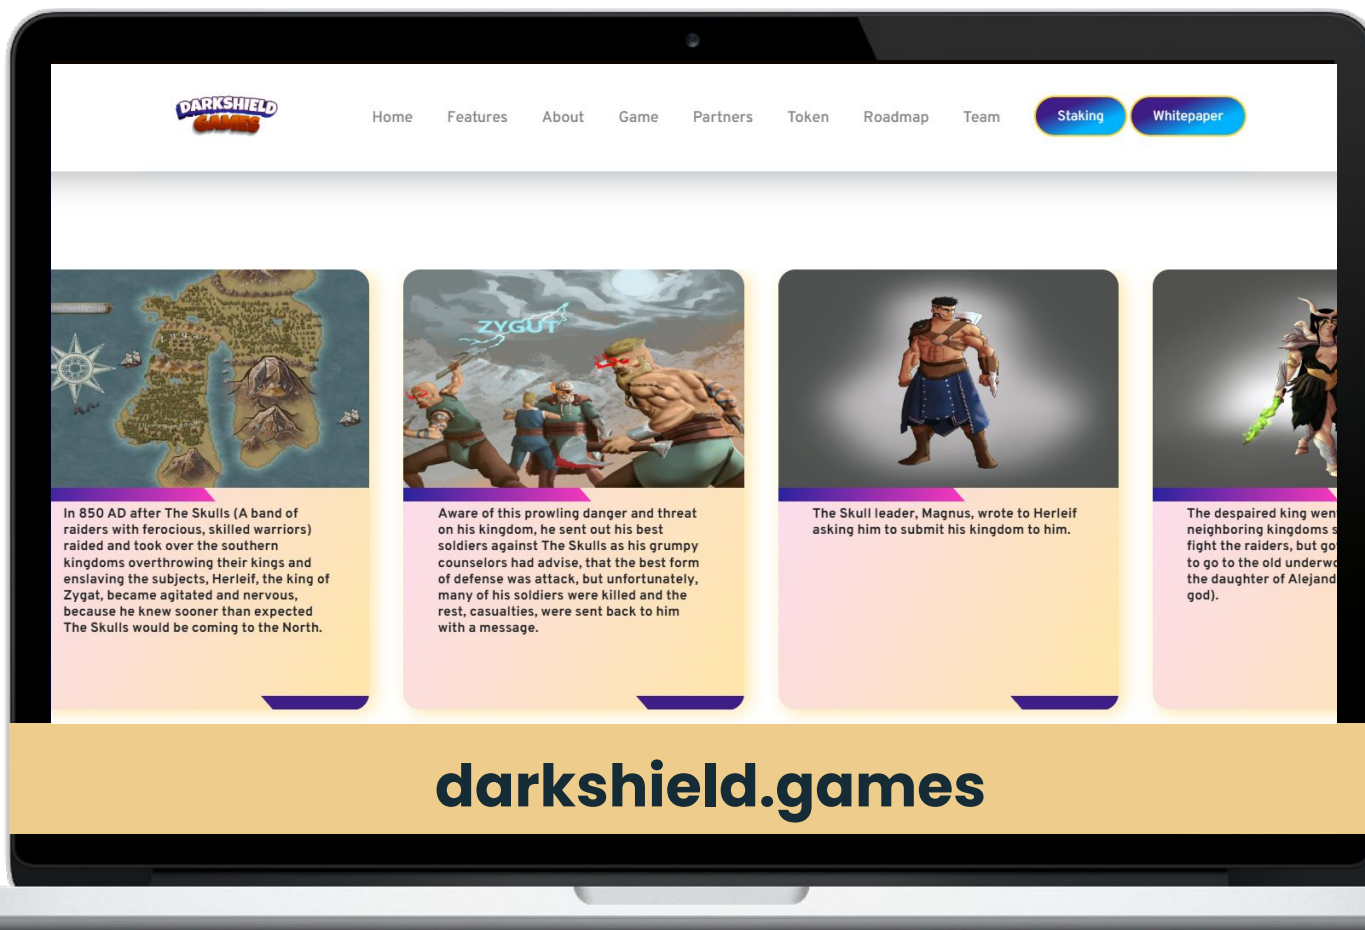 DARKSHIELD
GAMES
Home Features About Game Partners Token Roadmap Team Staking Whitepaper
ZYGUT
In 850 AD after The Skulls (A band of
raiders with ferocious, skilled warriors)
raided and took over the southern
kingdoms overthrowing their kings and
enslaving the subjects, Herleif, the king of
Zygat, became agitated and nervous,
because he knew sooner than expected
The Skulls would be coming to the North.
Aware of this prowling danger and threat
on his kingdom, he sent out his best
soldiers against The Skulls as his grumpy
counselors had advise, that the best form
of defense was attack, but unfortunately,
many of his soldiers were killed and the
rest, casualties, were sent back to him
with a message.
The Skull leader, Magnus, wrote to Herleif
asking him to submit his kingdom to him.
The despaired king wen
neighboring kingdoms s
fight the raiders, but go
to go to the old underwo
the daughter of Alejand
god).
darkshield.games